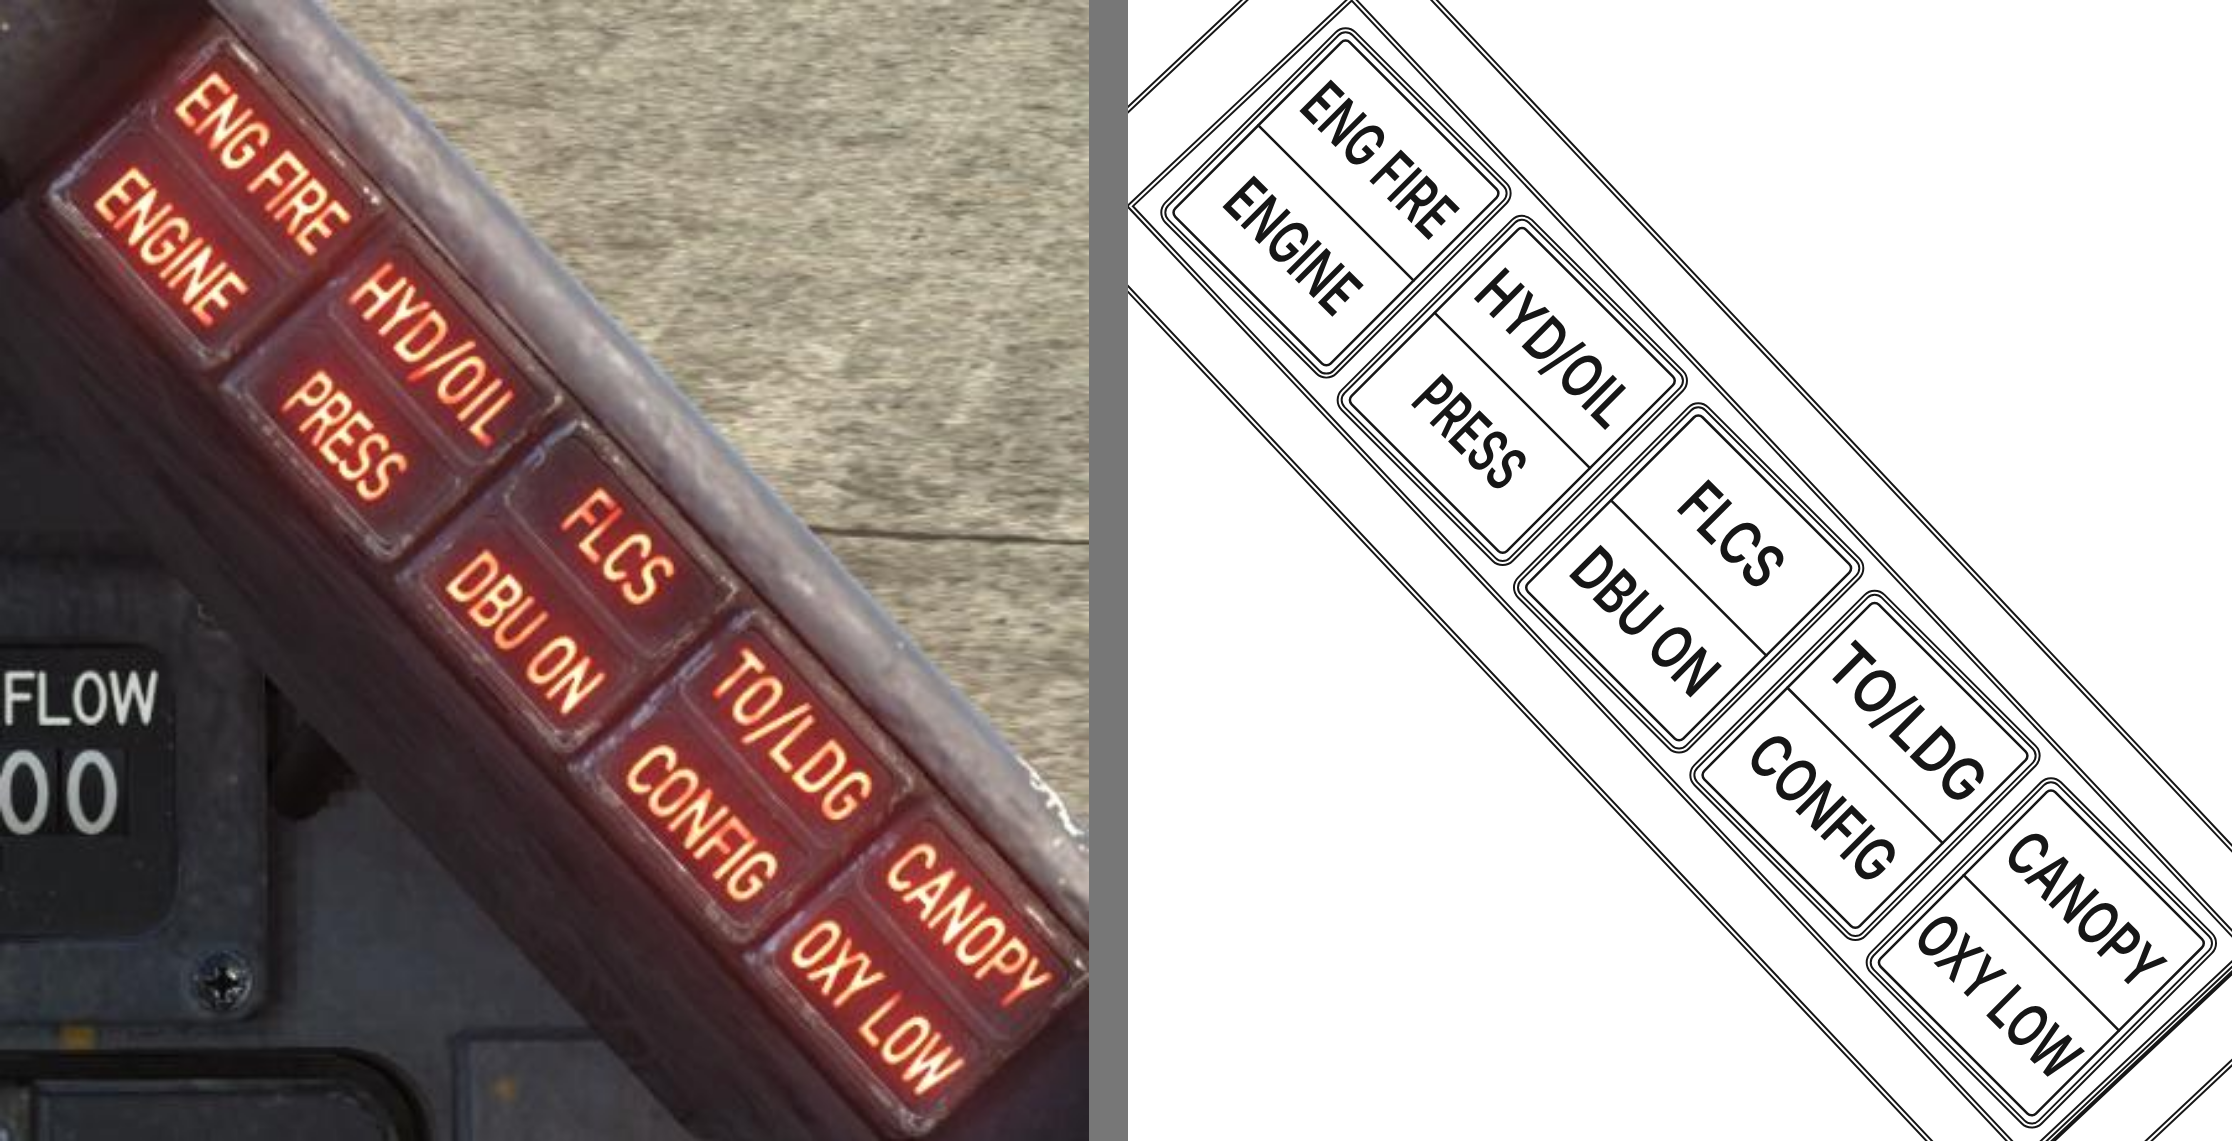 ENG FIRE
ENGINE
HYD/OIL
PRESS
FLCS
DBU ON
TO/LDG
CONFIG
CANOPY
OXY LOW
FLOW
00
ENG FIRE
ENGINE
HYD/OIL
PRESS
FLCS
DBU ON
TO/LDG
CONFIG
CANOPY
OXY LOW